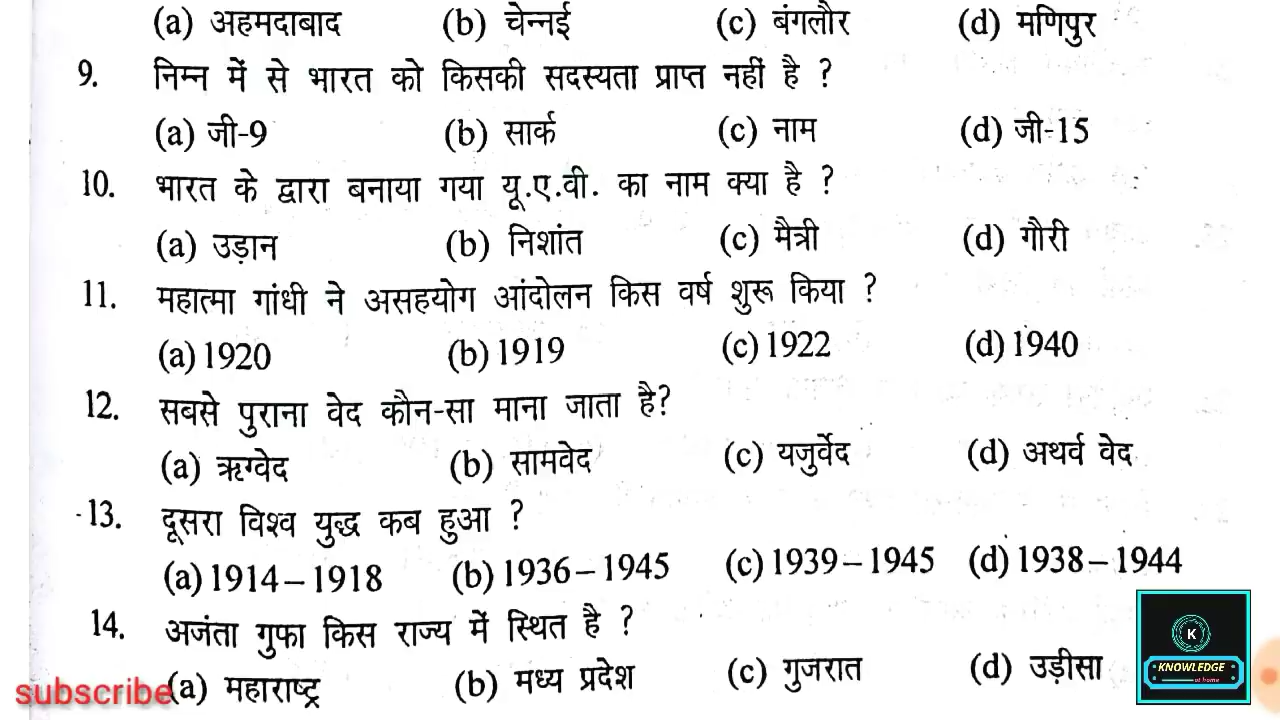 (a) अहमदाबाद (b) चेन्नई (c) बंगलौर (d) मणिपुर
9. निम्न में से भारत को किसकी सदस्यता प्राप्त नहीं है ?
(a) जी-9 (b) सार्क (c) नाम (d) जी-15
10. भारत के द्वारा बनाया गया यू.ए.वी. का नाम क्या है ?
(a) उड़ान (b) निशांत (c) मैत्री (d) गौरी
11. महात्मा गांधी ने असहयोग आंदोलन किस वर्ष शुरू किया ?
(a) 1920 (b) 1919 (c) 1922 (d) 1940
12. सबसे पुराना वेद कौन-सा माना जाता है?
(a) ऋग्वेद (b) सामवेद (c) यजुर्वेद (d) अथर्व वेद
13. दूसरा विश्व युद्ध कब हुआ ?
(a) 1914 – 1918 (b) 1936 – 1945 (c) 1939 – 1945 (d) 1938 – 1944
14. अजंता गुफा किस राज्य में स्थित है ?
(a) महाराष्ट्र (b) मध्य प्रदेश (c) गुजरात (d) उड़ीसा
subscribe
K
KNOWLEDGE
at home